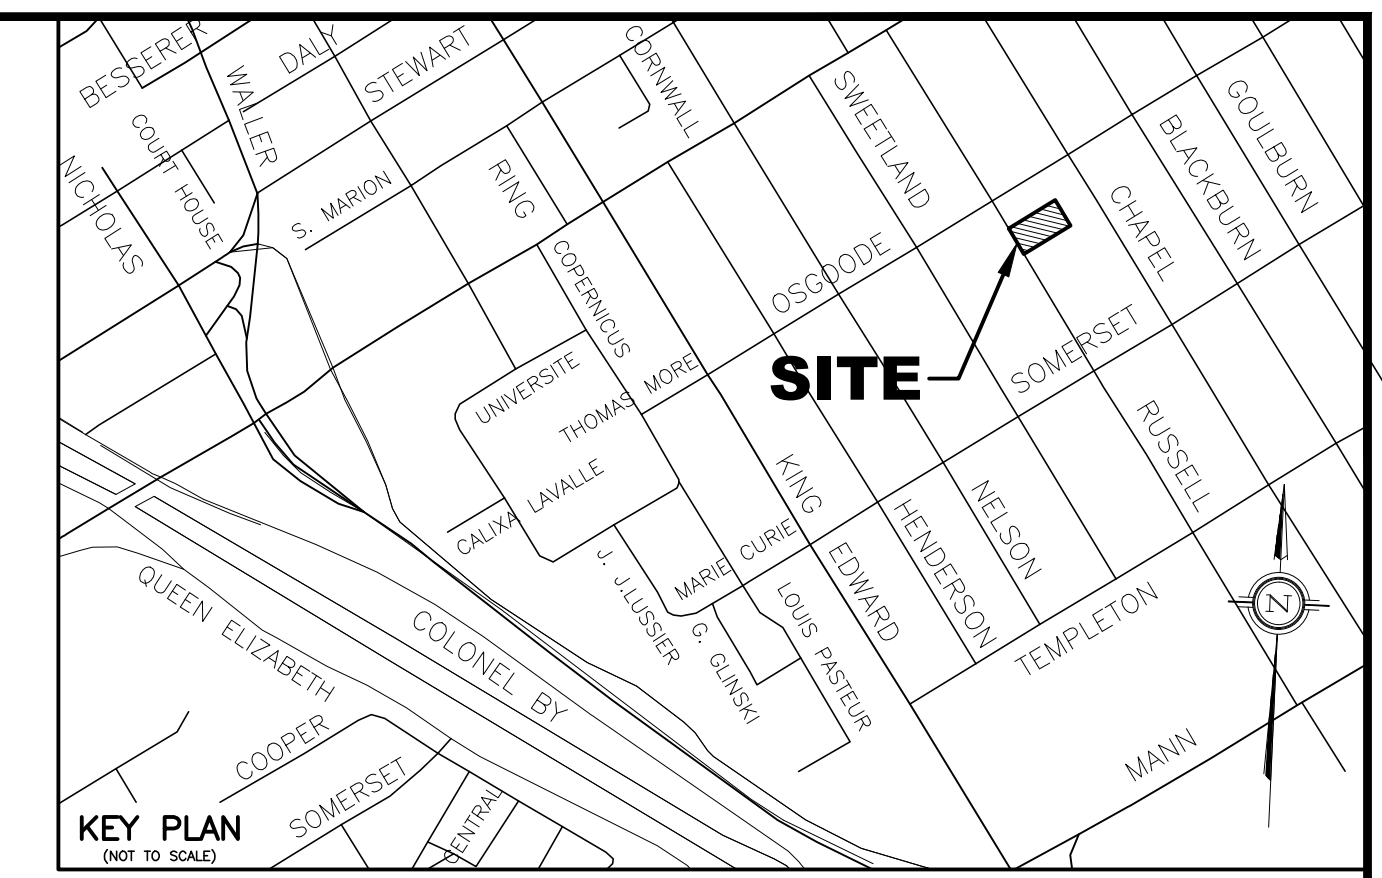 BESSERER
DALY
STEWART
WALLER
COURT HOUSE
NICHOLAS
S. MARION
RING
CORNWALL
SWEETLAND
GOULBURN
BLACKBURN
CHAPEL
OSGOODE
COPERNICUS
UNIVERSITE
THOMAS MORE
SITE
SOMERSET
RUSSELL
CALIXA LAVALLE
KING
EDWARD
NELSON
HENDERSON
MARIE CURIE
J. J.LUSSIER
G. GLINSKI
LOUIS PASTEUR
TEMPLETON
N
QUEEN ELIZABETH
COLONEL BY
MANN
COOPER
SOMERSET
CENTRAL
KEY PLAN
(NOT TO SCALE)